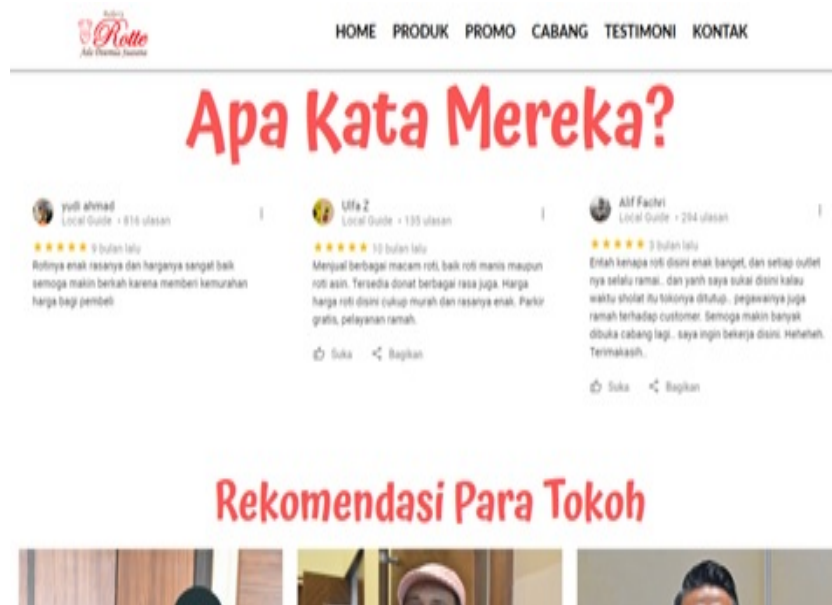 Rotte
HOME PRODUK PROMO CABANG TESTIMONI KONTAK
Apa Kata Mereka?
yudi ahmad
Local Guide • 816 ulasan
9 bulan lalu
Rotinya enak rasanya dan harganya sangat baik
semoga makin berkah karena memberi kemurahan
harga bagi pembeli
Ulfa Z
Local Guide • 135 ulasan
10 bulan lalu
Menjual berbagai macam roti, baik roti manis maupun
roti asin. Tersedia donat berbagai rasa juga. Harga
harga roti disini cukup murah dan rasanya enak. Parkir
gratis, pelayanan ramah.
Suka Bagikan
Alif Fachri
Local Guide • 294 ulasan
3 bulan lalu
Entah kenapa roti disini enak banget, dan setiap outlet
nya selalu ramai.. dan yanh saya sukai disini kalau
waktu sholat itu tokonya ditutup.. pegawainya juga
ramah terhadap customer. Semoga makin banyak
dibuka cabang lagi.. saya ingin bekerja disini. Heheheh.
Terimakasih..
Suka Bagikan
Rekomendasi Para Tokoh